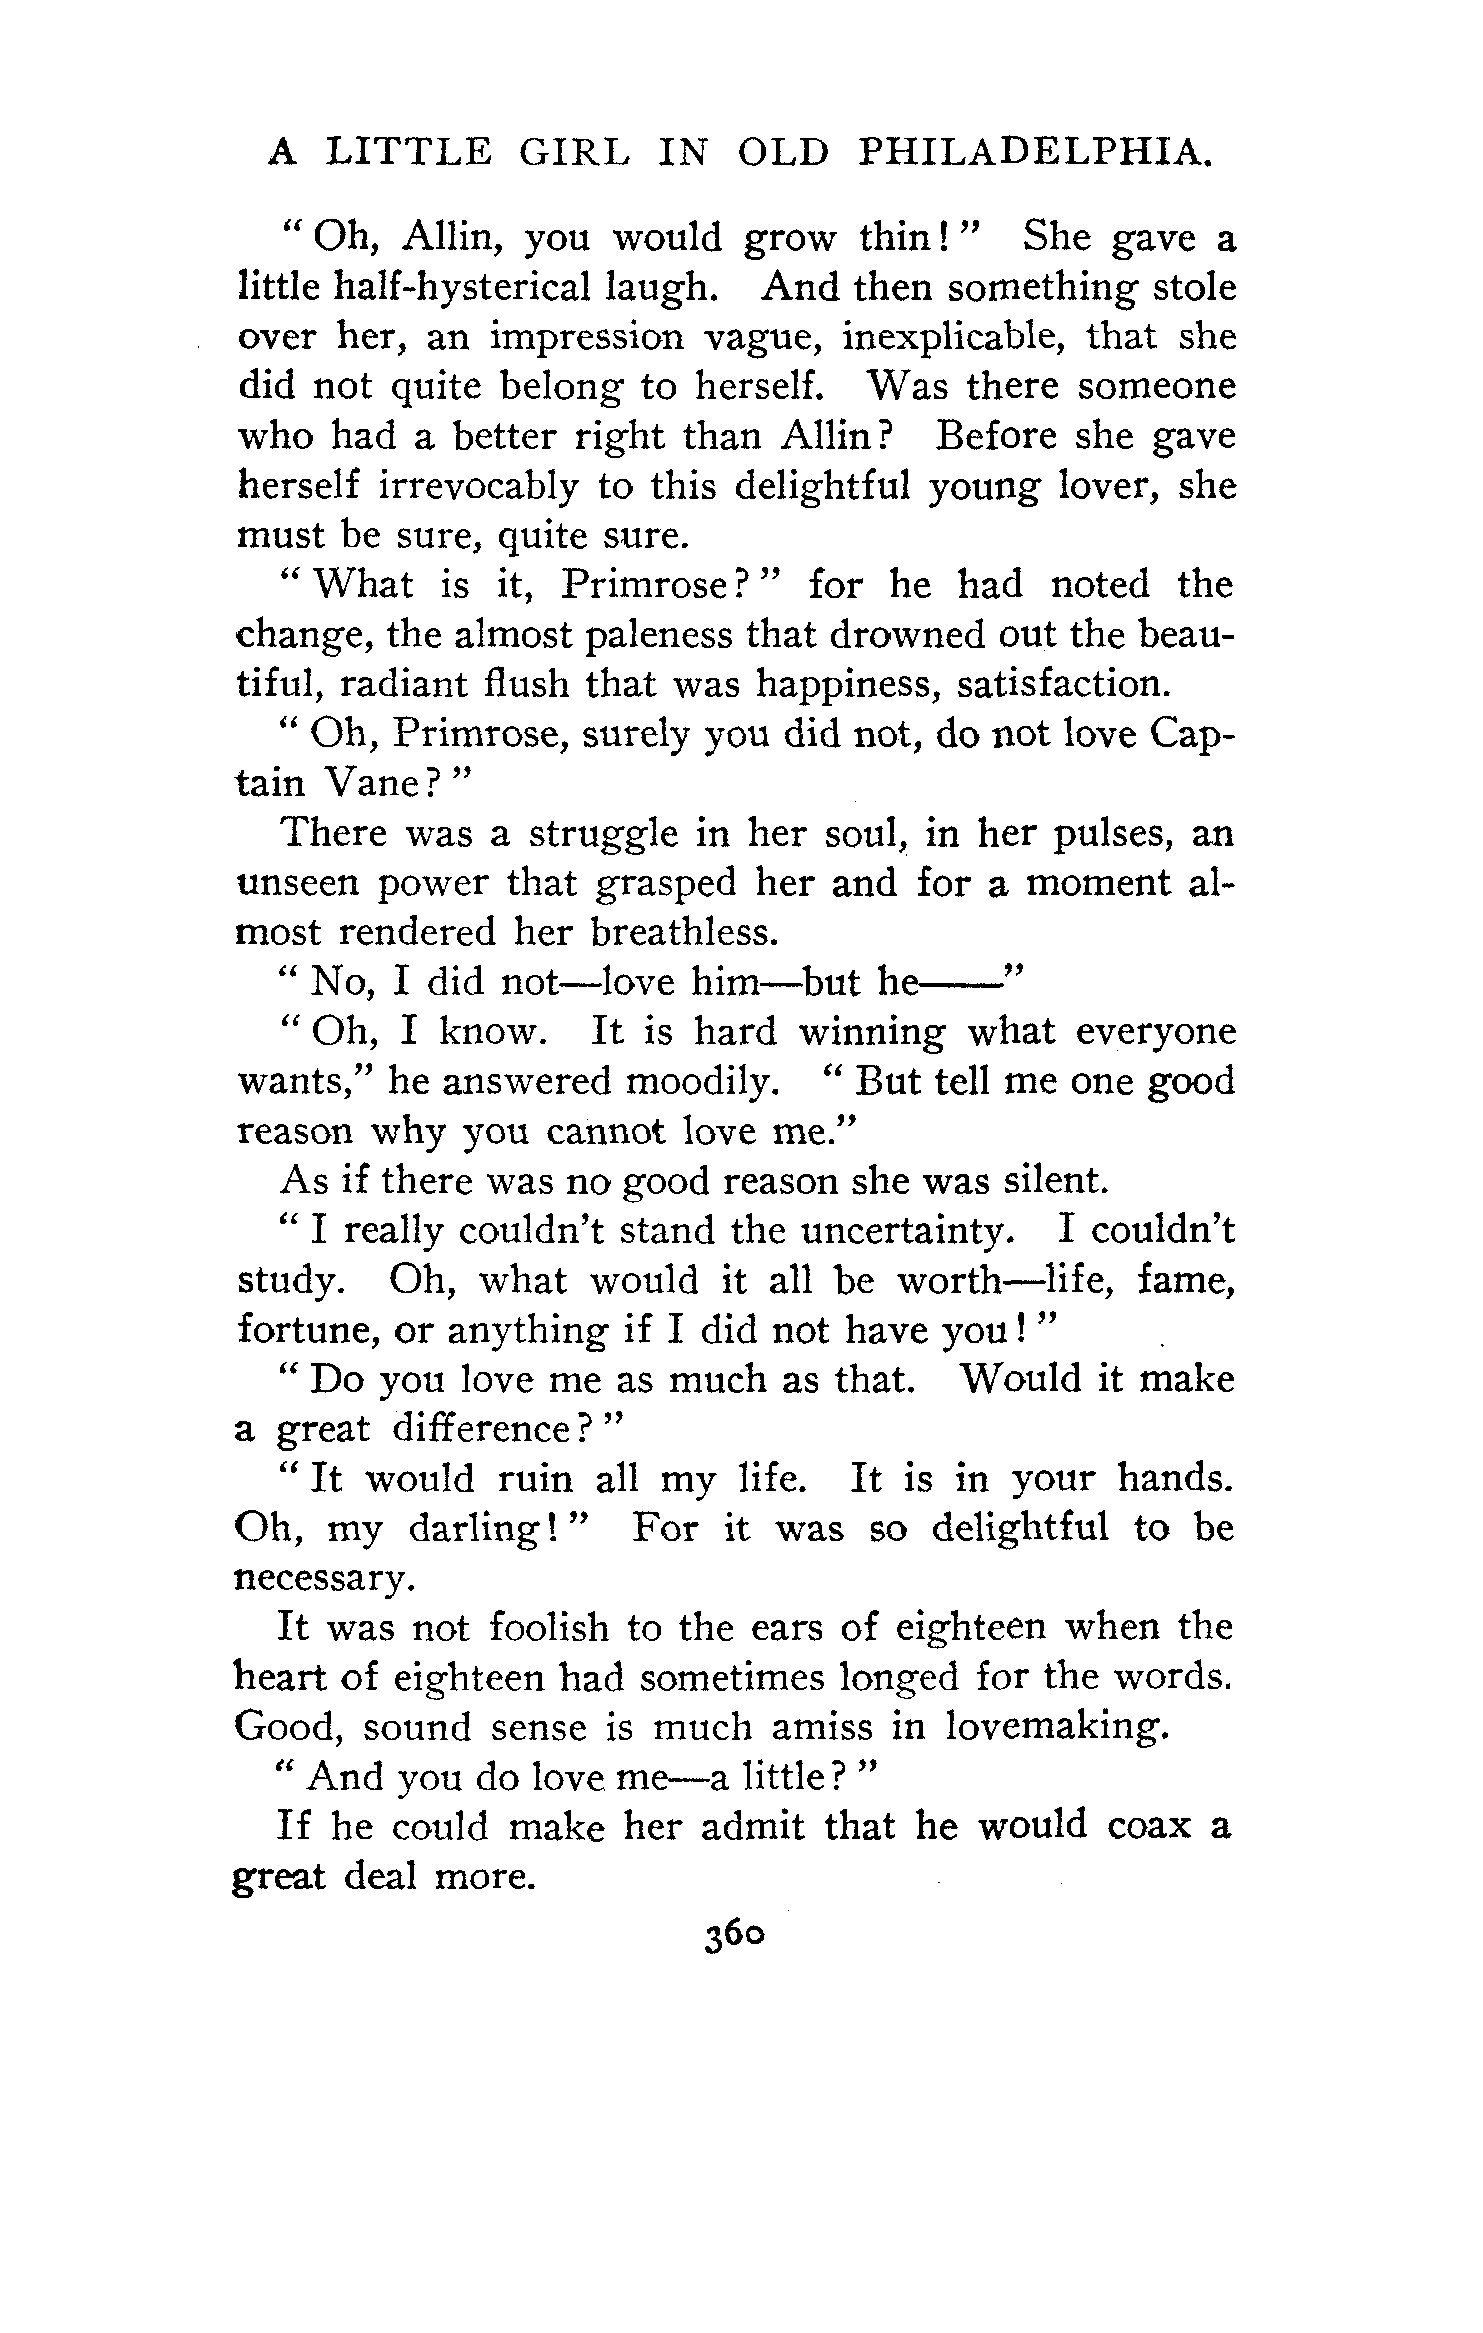 A LITTLE GIRL IN OLD PHILADELPHIA.
“ Oh, Allin, you would grow thin! ” She gave a
little half-hysterical laugh. And then something stole
over her, an impression vague, inexplicable, that she
did not quite belong to herself. Was there someone
who had a better right than Allin? Before she gave
herself irrevocably to this delightful young lover, she
must be sure, quite sure.
“ What is it, Primrose? ” for he had noted the
change, the almost paleness that drowned out the beau-
tiful, radiant flush that was happiness, satisfaction.
“ Oh, Primrose, surely you did not, do not love Cap-
tain Vane? ”
There was a struggle in her soul, in her pulses, an
unseen power that grasped her and for a moment al-
most rendered her breathless.
“ No, I did not—love him—but he——”
“ Oh, I know. It is hard winning what everyone
wants,” he answered moodily. “ But tell me one good
reason why you cannot love me.”
As if there was no good reason she was silent.
“ I really couldn't stand the uncertainty. I couldn't
study. Oh, what would it all be worth—life, fame,
fortune, or anything if I did not have you! ”
“ Do you love me as much as that. Would it make
a great difference? ”
“ It would ruin all my life. It is in your hands.
Oh, my darling! ” For it was so delightful to be
necessary.
It was not foolish to the ears of eighteen when the
heart of eighteen had sometimes longed for the words.
Good, sound sense is much amiss in lovemaking.
“ And you do love me—a little? ”
If he could make her admit that he would coax a
great deal more.
360